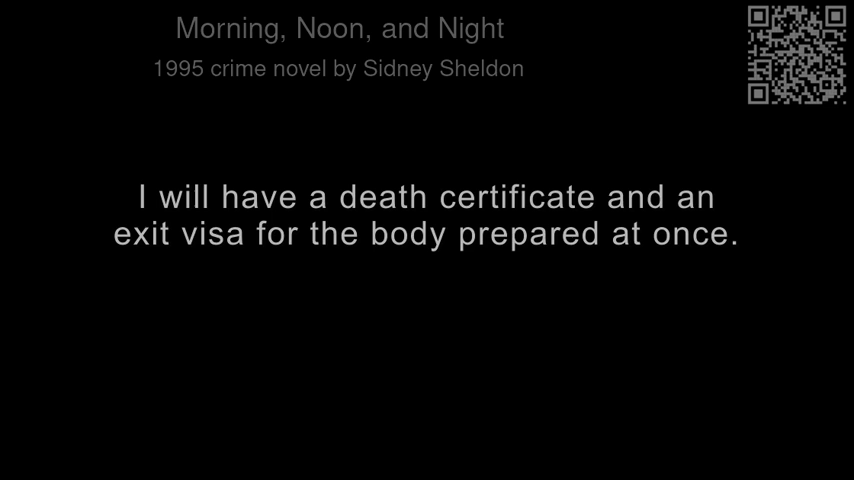 Morning, Noon, and Night
1995 crime novel by Sidney Sheldon
I will have a death certificate and an
exit visa for the body prepared at once.